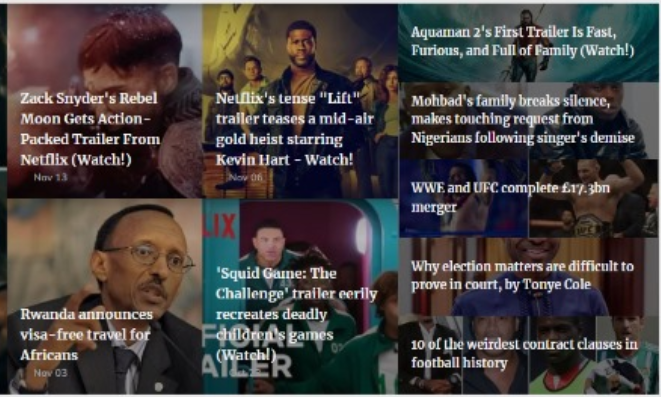 Zack Snyder's Rebel
Moon Gets Action-
Packed Trailer From
Netflix (Watch!)
Nov 13
Netflix's tense "Lift"
trailer teases a mid-air
gold heist starring
Kevin Hart - Watch!
Nov 06
Rwanda announces
visa-free travel for
Africans
Nov 03
LIX
'Squid Game: The
Challenge' trailer eerily
recreates deadly
children's games
(Watch!)
AILER
Aquaman 2's First Trailer Is Fast,
Furious, and Full of Family (Watch!)
Mohbad's family breaks silence,
makes touching request from
Nigerians following singer's demise
WWE and UFC complete £17.3bn
merger
Why election matters are difficult to
prove in court, by Tonye Cole
10 of the weirdest contract clauses in
football history